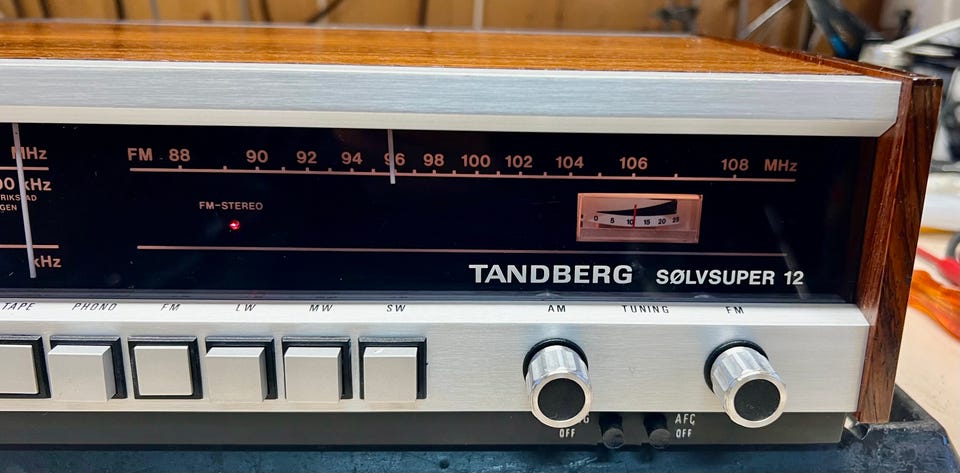 MHz
FM 88 90 92 94 96 98 100 102 104 106 108 MHz
kHz
FM-STEREO
0 5 10 15 20 25
kHz
TANDBERG SØLVSUPER 12
TAPE PHONO FM LW MW SW AM TUNING FM
OFF
AFC
OFF